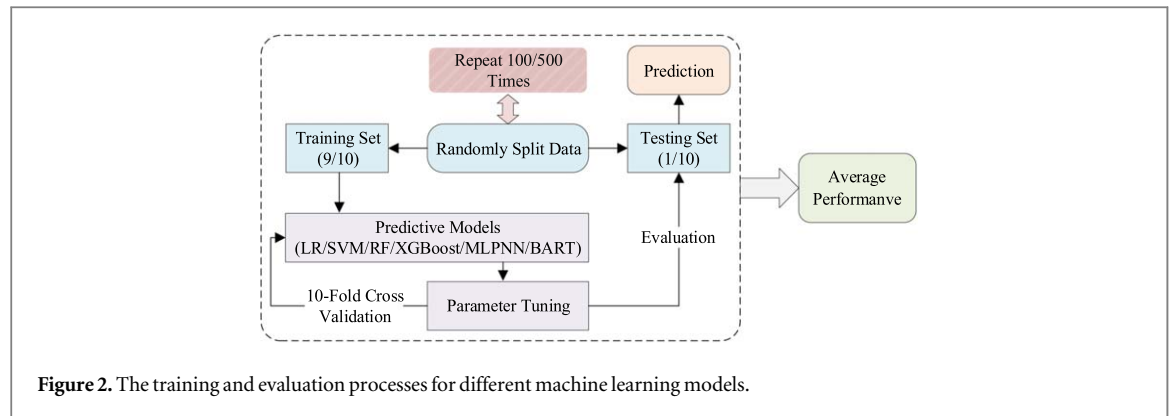 Repeat 100/500
Times
Prediction
Training Set
(9/10)
Randomly Split Data
Testing Set
(1/10)
Average
Performanve
Predictive Models
(LR/SVM/RF/XGBoost/MLPNN/BART)
Evaluation
10-Fold Cross
Validation
Parameter Tuning
Figure 2. The training and evaluation processes for different machine learning models.